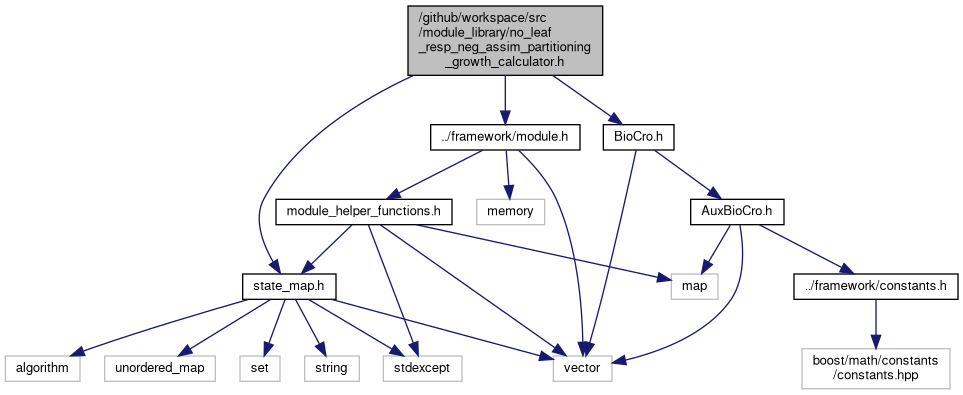 /github/workspace/src
/module_library/no_leaf
_resp_neg_assim_partitioning
_growth_calculator.h
../framework/module.h
BioCro.h
module_helper_functions.h
memory
AuxBioCro.h
state_map.h
map
../framework/constants.h
algorithm
unordered_map
set
string
stdexcept
vector
boost/math/constants
/constants.hpp